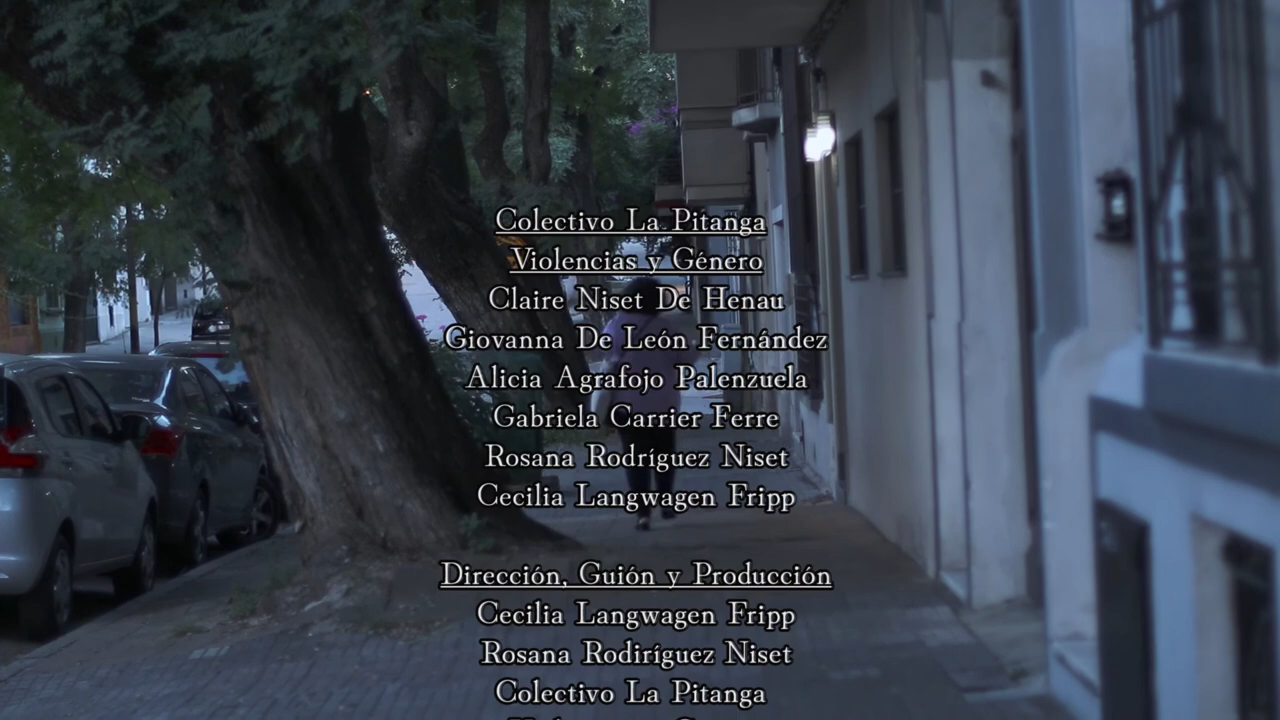 Colectivo La Pitanga
Violencias y Género
Claire Niset De Henau
Giovanna De León Fernández
Alicia Agrafojo Palenzuela
Gabriela Carrier Ferre
Rosana Rodríguez Niset
Cecilia Langwagen Fripp
Dirección, Guión y Producción
Cecilia Langwagen Fripp
Rosana Rodiríguez Niset
Colectivo La Pitanga